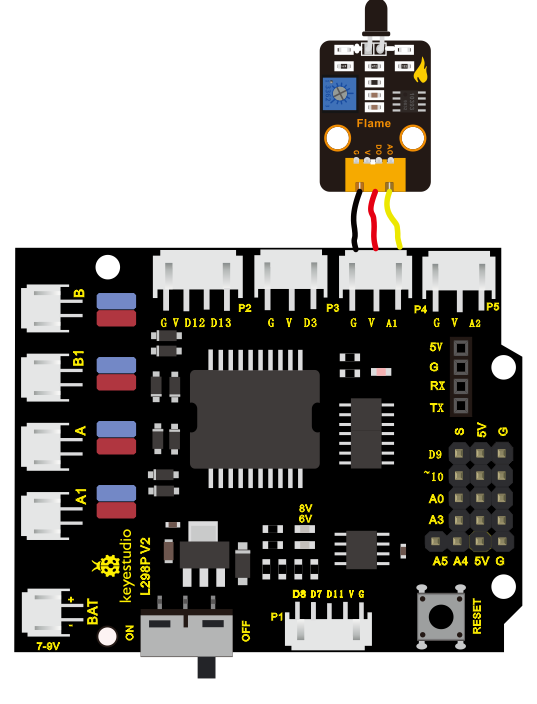 Flame
G V D0 A0
P2 P3 P4 P5
G V D12 D13 G V D3 G V A1 G V A2
B
B1
A
A1
5V
G
RX
TX
S 5V G
D9
~10
A0
A3
A5 A4 5V G
8V
6V
keyestudio
L298P V2
+
-
BAT
7-9V
ON
OFF
P1
D8 D7 D11 V G
RESET